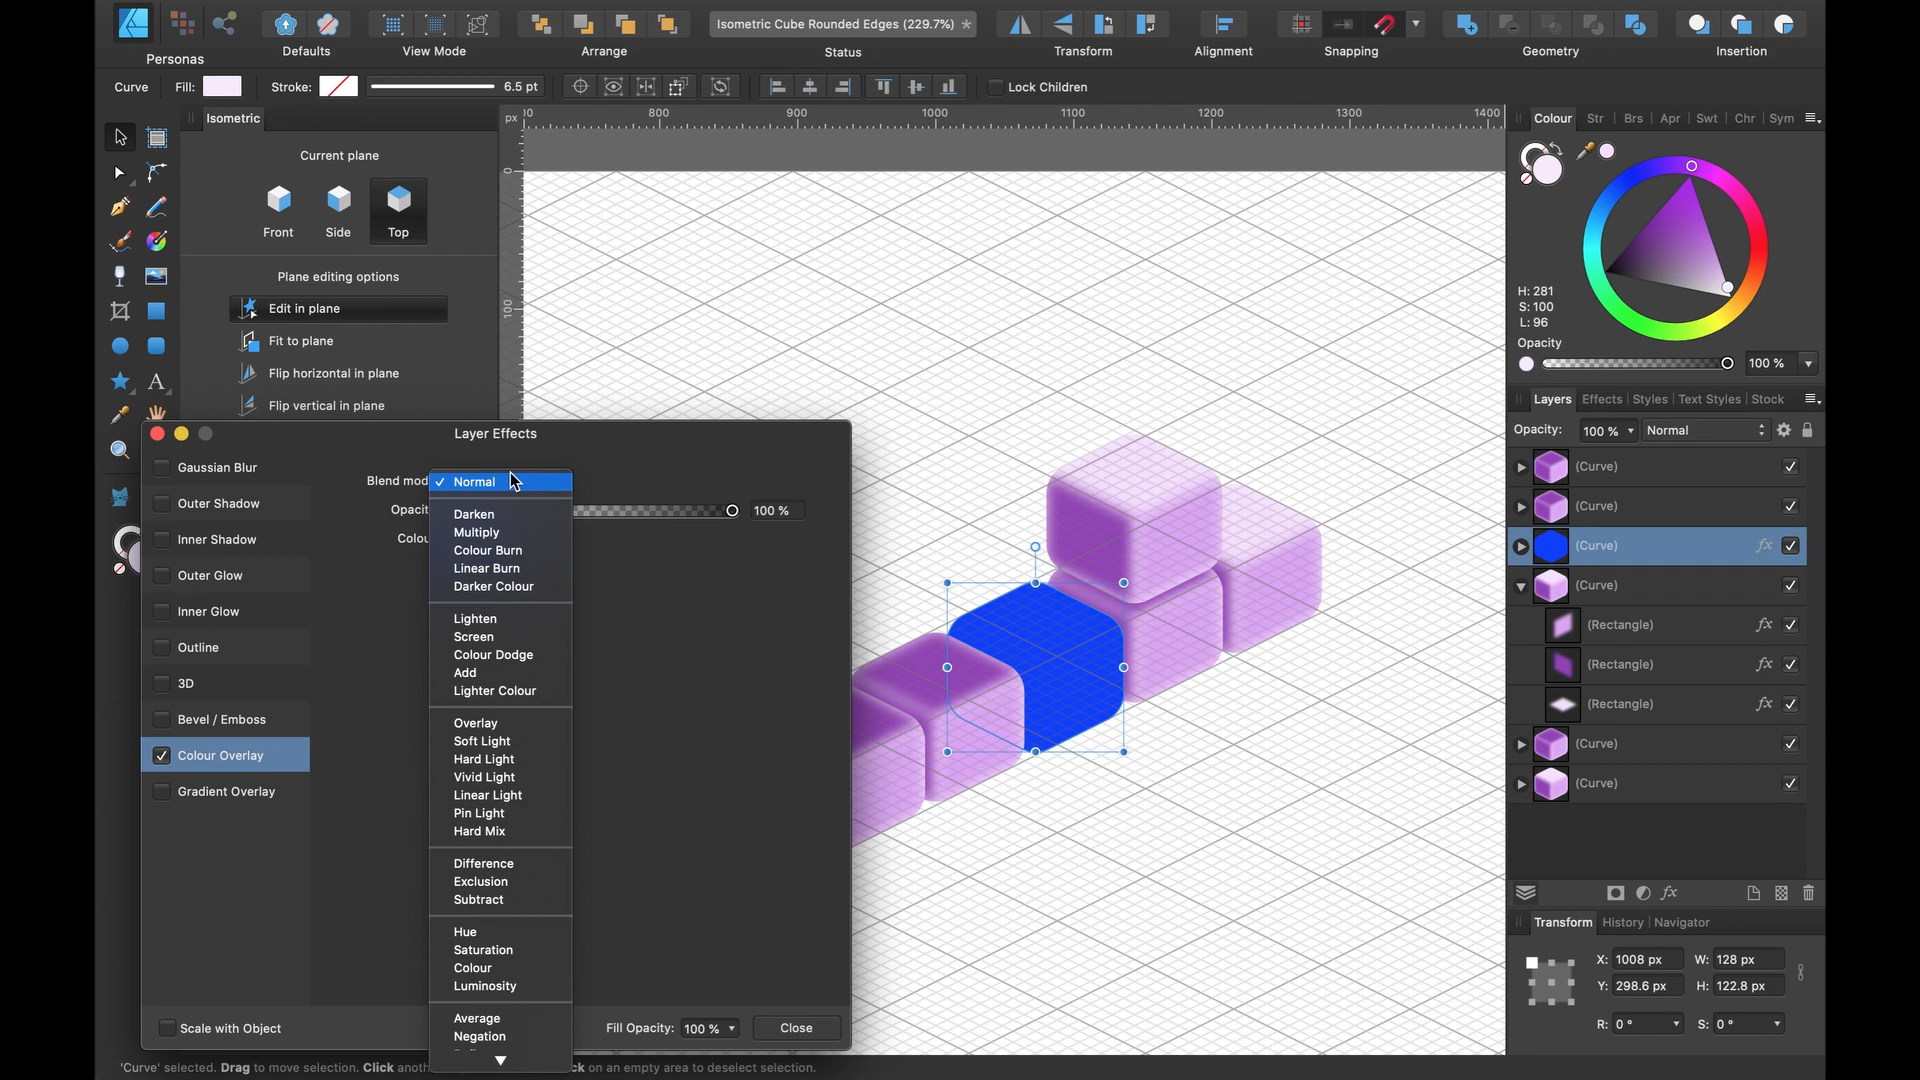 Personas
Defaults
View Mode
Arrange
Isometric Cube Rounded Edges (229.7%)
Status
Transform
Alignment
Snapping
Geometry
Insertion
Curve
Fill:
Stroke:
6.5 pt
Lock Children
Isometric
Current plane
Front
Side
Top
Plane editing options
Edit in plane
Fit to plane
Flip horizontal in plane
Flip vertical in plane
px
800
900
1000
1100
1200
1300
1400
0
100
Layer Effects
Gaussian Blur
Outer Shadow
Inner Shadow
Outer Glow
Inner Glow
Outline
3D
Bevel / Emboss
Colour Overlay
Gradient Overlay
Scale with Object
Blend mod
Opacit
100 %
Colou
Normal
Darken
Multiply
Colour Burn
Linear Burn
Darker Colour
Lighten
Screen
Colour Dodge
Add
Lighter Colour
Overlay
Soft Light
Hard Light
Vivid Light
Linear Light
Pin Light
Hard Mix
Difference
Exclusion
Subtract
Hue
Saturation
Colour
Luminosity
Average
Negation
Fill Opacity: 100 %
Close
'Curve' selected. Drag to move selection. Click anoth
ck on an empty area to deselect selection.
Colour Str Brs Apr Swt Chr Sym
H: 281
S: 100
L: 96
Opacity
100 %
Layers Effects Styles Text Styles Stock
Opacity: 100 % Normal
(Curve)
(Curve)
(Curve) fx
(Curve)
(Rectangle) fx
(Rectangle) fx
(Rectangle) fx
(Curve)
(Curve)
fx
Transform History Navigator
X: 1008 px W: 128 px
Y: 298.6 px H: 122.8 px
R: 0 ° S: 0 °